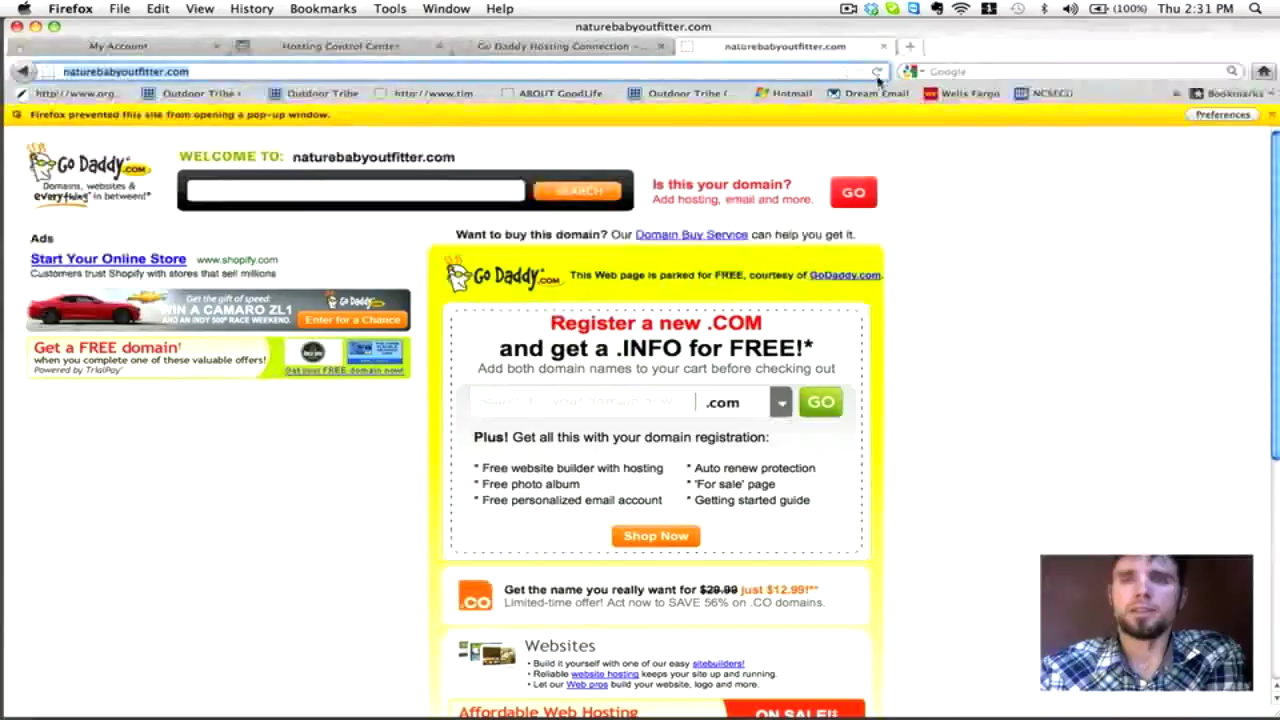 Firefox File Edit View History Bookmarks Tools Window Help (100%) Thu 2:31 PM
naturebabyoutfitter.com
My Account Hosting Control Center Go Daddy Hosting Connection – ... naturebabyoutfitter.com
naturebabyoutfitter.com Google
http://www.org... Outdoor Tribe Outdoor Tribe http://www.tim... ABOUT GoodLife Outdoor Tribe (... Hotmail Dream Email Wells Fargo NCSECU Bookmarks
Firefox prevented this site from opening a pop-up window. Preferences
Go Daddy.COM
Domains, websites &
everything* in between!*
WELCOME TO: naturebabyoutfitter.com
SEARCH
Is this your domain?
Add hosting, email and more.
GO
Want to buy this domain? Our Domain Buy Service can help you get it.
Ads
Start Your Online Store www.shopify.com
Customers trust Shopify with stores that sell millions
Get the gift of speed:
WIN A CAMARO ZL1
AND AN INDY 500® RACE WEEKEND.
Go Daddy
Enter for a Chance
Get a FREE domain!
when you complete one of these valuable offers!
Powered by TrialPay
Get your FREE domain now!
Go Daddy.COM This Web page is parked for FREE, courtesy of GoDaddy.com.
Register a new .COM
and get a .INFO for FREE!*
Add both domain names to your cart before checking out
.com GO
Plus! Get all this with your domain registration:
* Free website builder with hosting
* Free photo album
* Free personalized email account
* Auto renew protection
* 'For sale' page
* Getting started guide
Shop Now
.CO
Get the name you really want for $29.99 just $12.99!**
Limited-time offer! Act now to SAVE 56% on .CO domains.
Websites
• Build it yourself with one of our easy sitebuilders!
• Reliable website hosting keeps your site up and running.
• Let our Web pros build your website, logo and more.
Affordable Web Hosting ON SALE!*